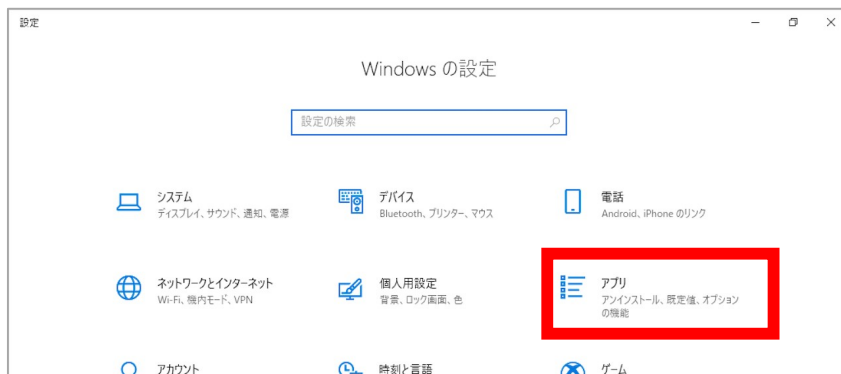 設定
Windows の設定
設定の検索
システム
ディスプレイ、サウンド、通知、電源
デバイス
Bluetooth、プリンター、マウス
電話
Android、iPhone のリンク
ネットワークとインターネット
Wi-Fi、機内モード、VPN
個人用設定
背景、ロック画面、色
アプリ
アンインストール、既定値、オプション
の機能
アカウント
時刻と言語
ゲーム